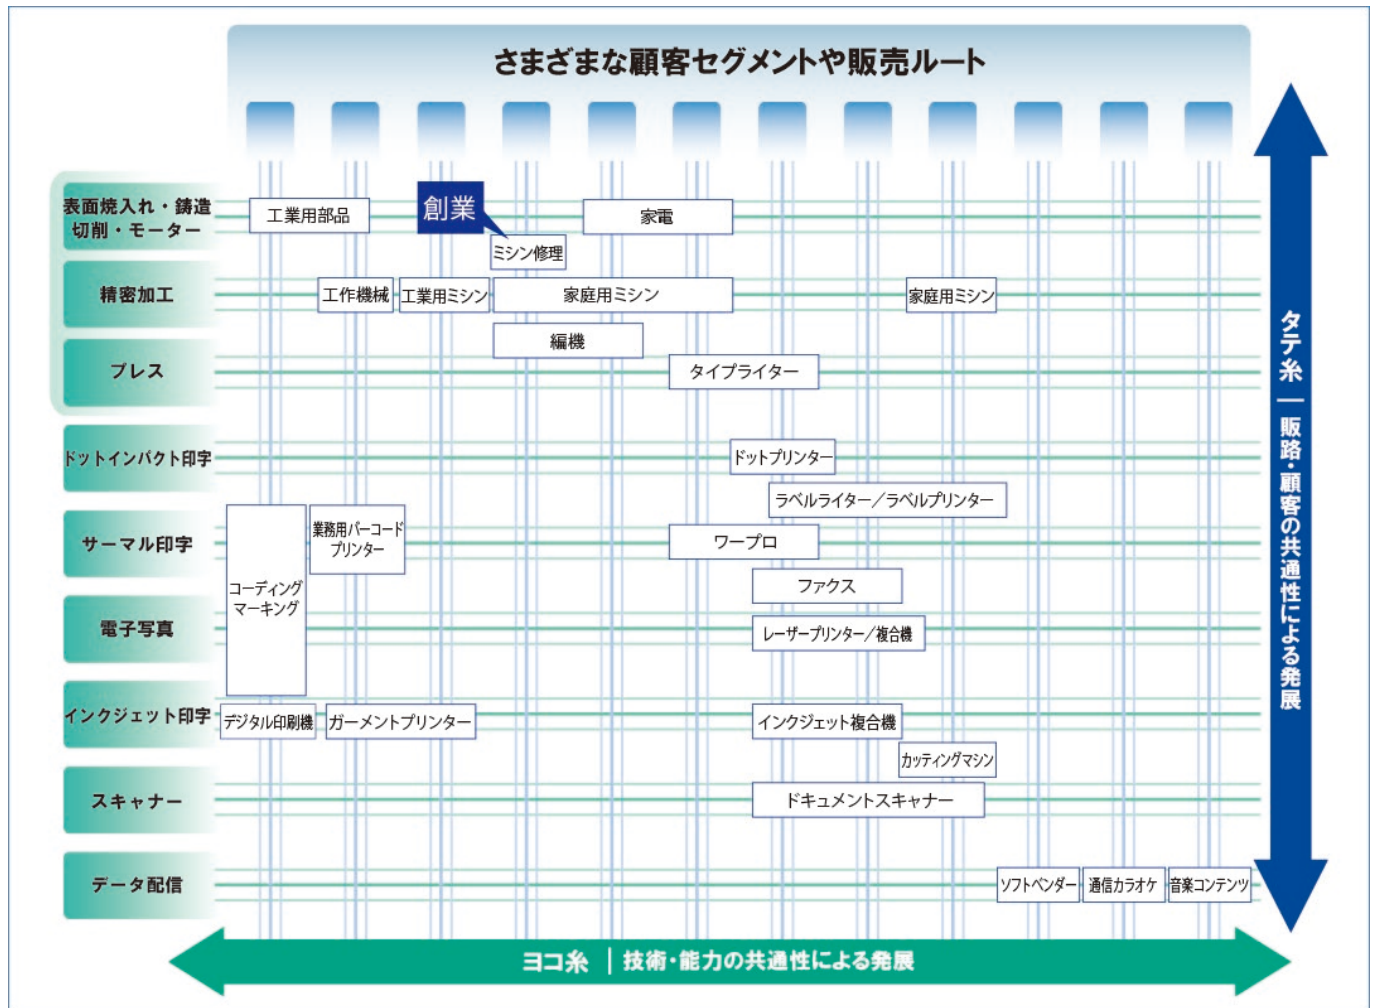 さまざまな顧客セグメントや販売ルート
表面焼入れ・鋳造
切削・モーター
工業用部品
創業
家電
ミシン修理
精密加工
工作機械
工業用ミシン
家庭用ミシン
家庭用ミシン
編機
プレス
タイプライター
ドットインパクト印字
ドットプリンター
ラベルライター／ラベルプリンター
サーマル印字
コーディング
マーキング
業務用バーコード
プリンター
ワープロ
ファクス
電子写真
レーザープリンター／複合機
インクジェット印字
デジタル印刷機
ガーメントプリンター
インクジェット複合機
カッティングマシン
スキャナー
ドキュメントスキャナー
データ配信
ソフトベンダー
通信カラオケ
音楽コンテンツ
タテ糸｜販路・顧客の共通性による発展
ヨコ糸｜技術・能力の共通性による発展